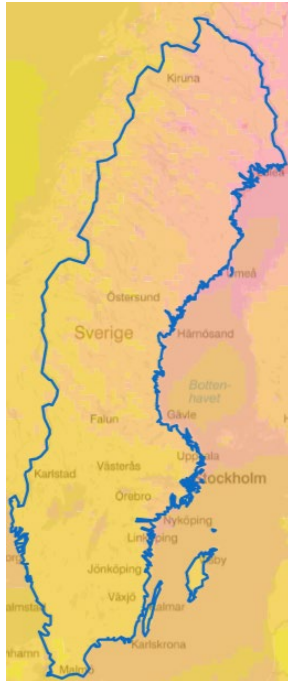 Kiruna
Umeå
Östersund
Sverige
Härnösand
Botten-
havet
Falun
Gävle
Uppsala
Västerås
Karlstad
Stockholm
Örebro
Nyköping
Linköping
Jönköping
Växjö
Karlskrona
Malmö